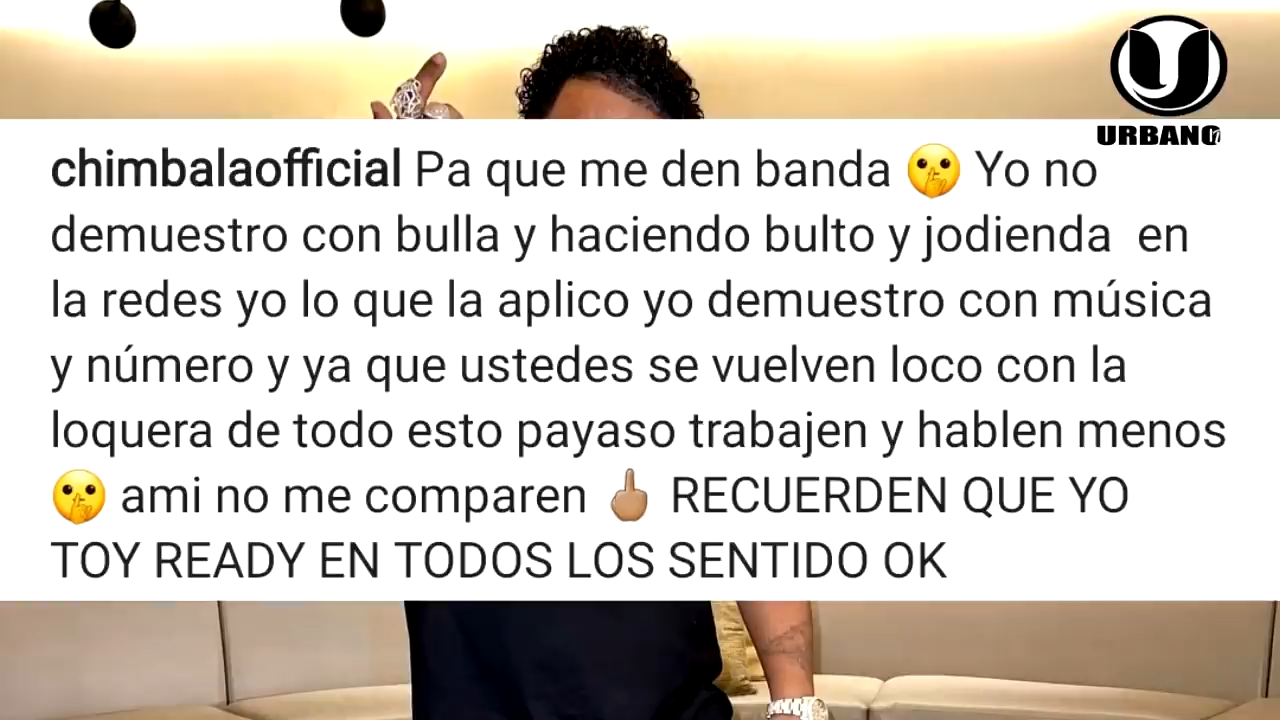 URBANO
chimbalaofficial Pa que me den banda 🤫 Yo no
demuestro con bulla y haciendo bulto y jodienda en
la redes yo lo que la aplico yo demuestro con música
y número y ya que ustedes se vuelven loco con la
loquera de todo esto payaso trabajen y hablen menos
🤫 ami no me comparen 🖕🏽 RECUERDEN QUE YO
TOY READY EN TODOS LOS SENTIDO OK